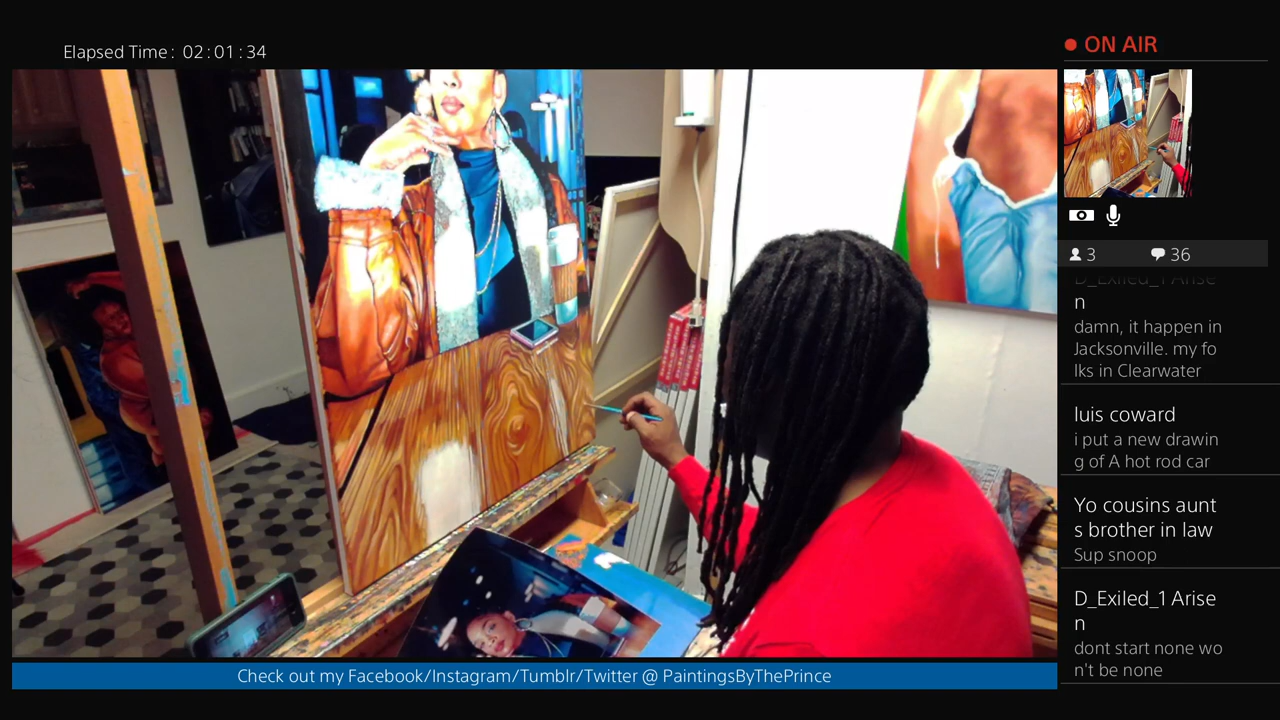 Elapsed Time: 02:01:34
ON AIR
3
36
D_Exiled_1 Arise
n
damn, it happen in
Jacksonville. my fo
lks in Clearwater
luis coward
i put a new drawin
g of A hot rod car
Yo cousins aunt
s brother in law
Sup snoop
D_Exiled_1 Arise
n
dont start none wo
n't be none
Check out my Facebook/Instagram/Tumblr/Twitter @ PaintingsByThePrince